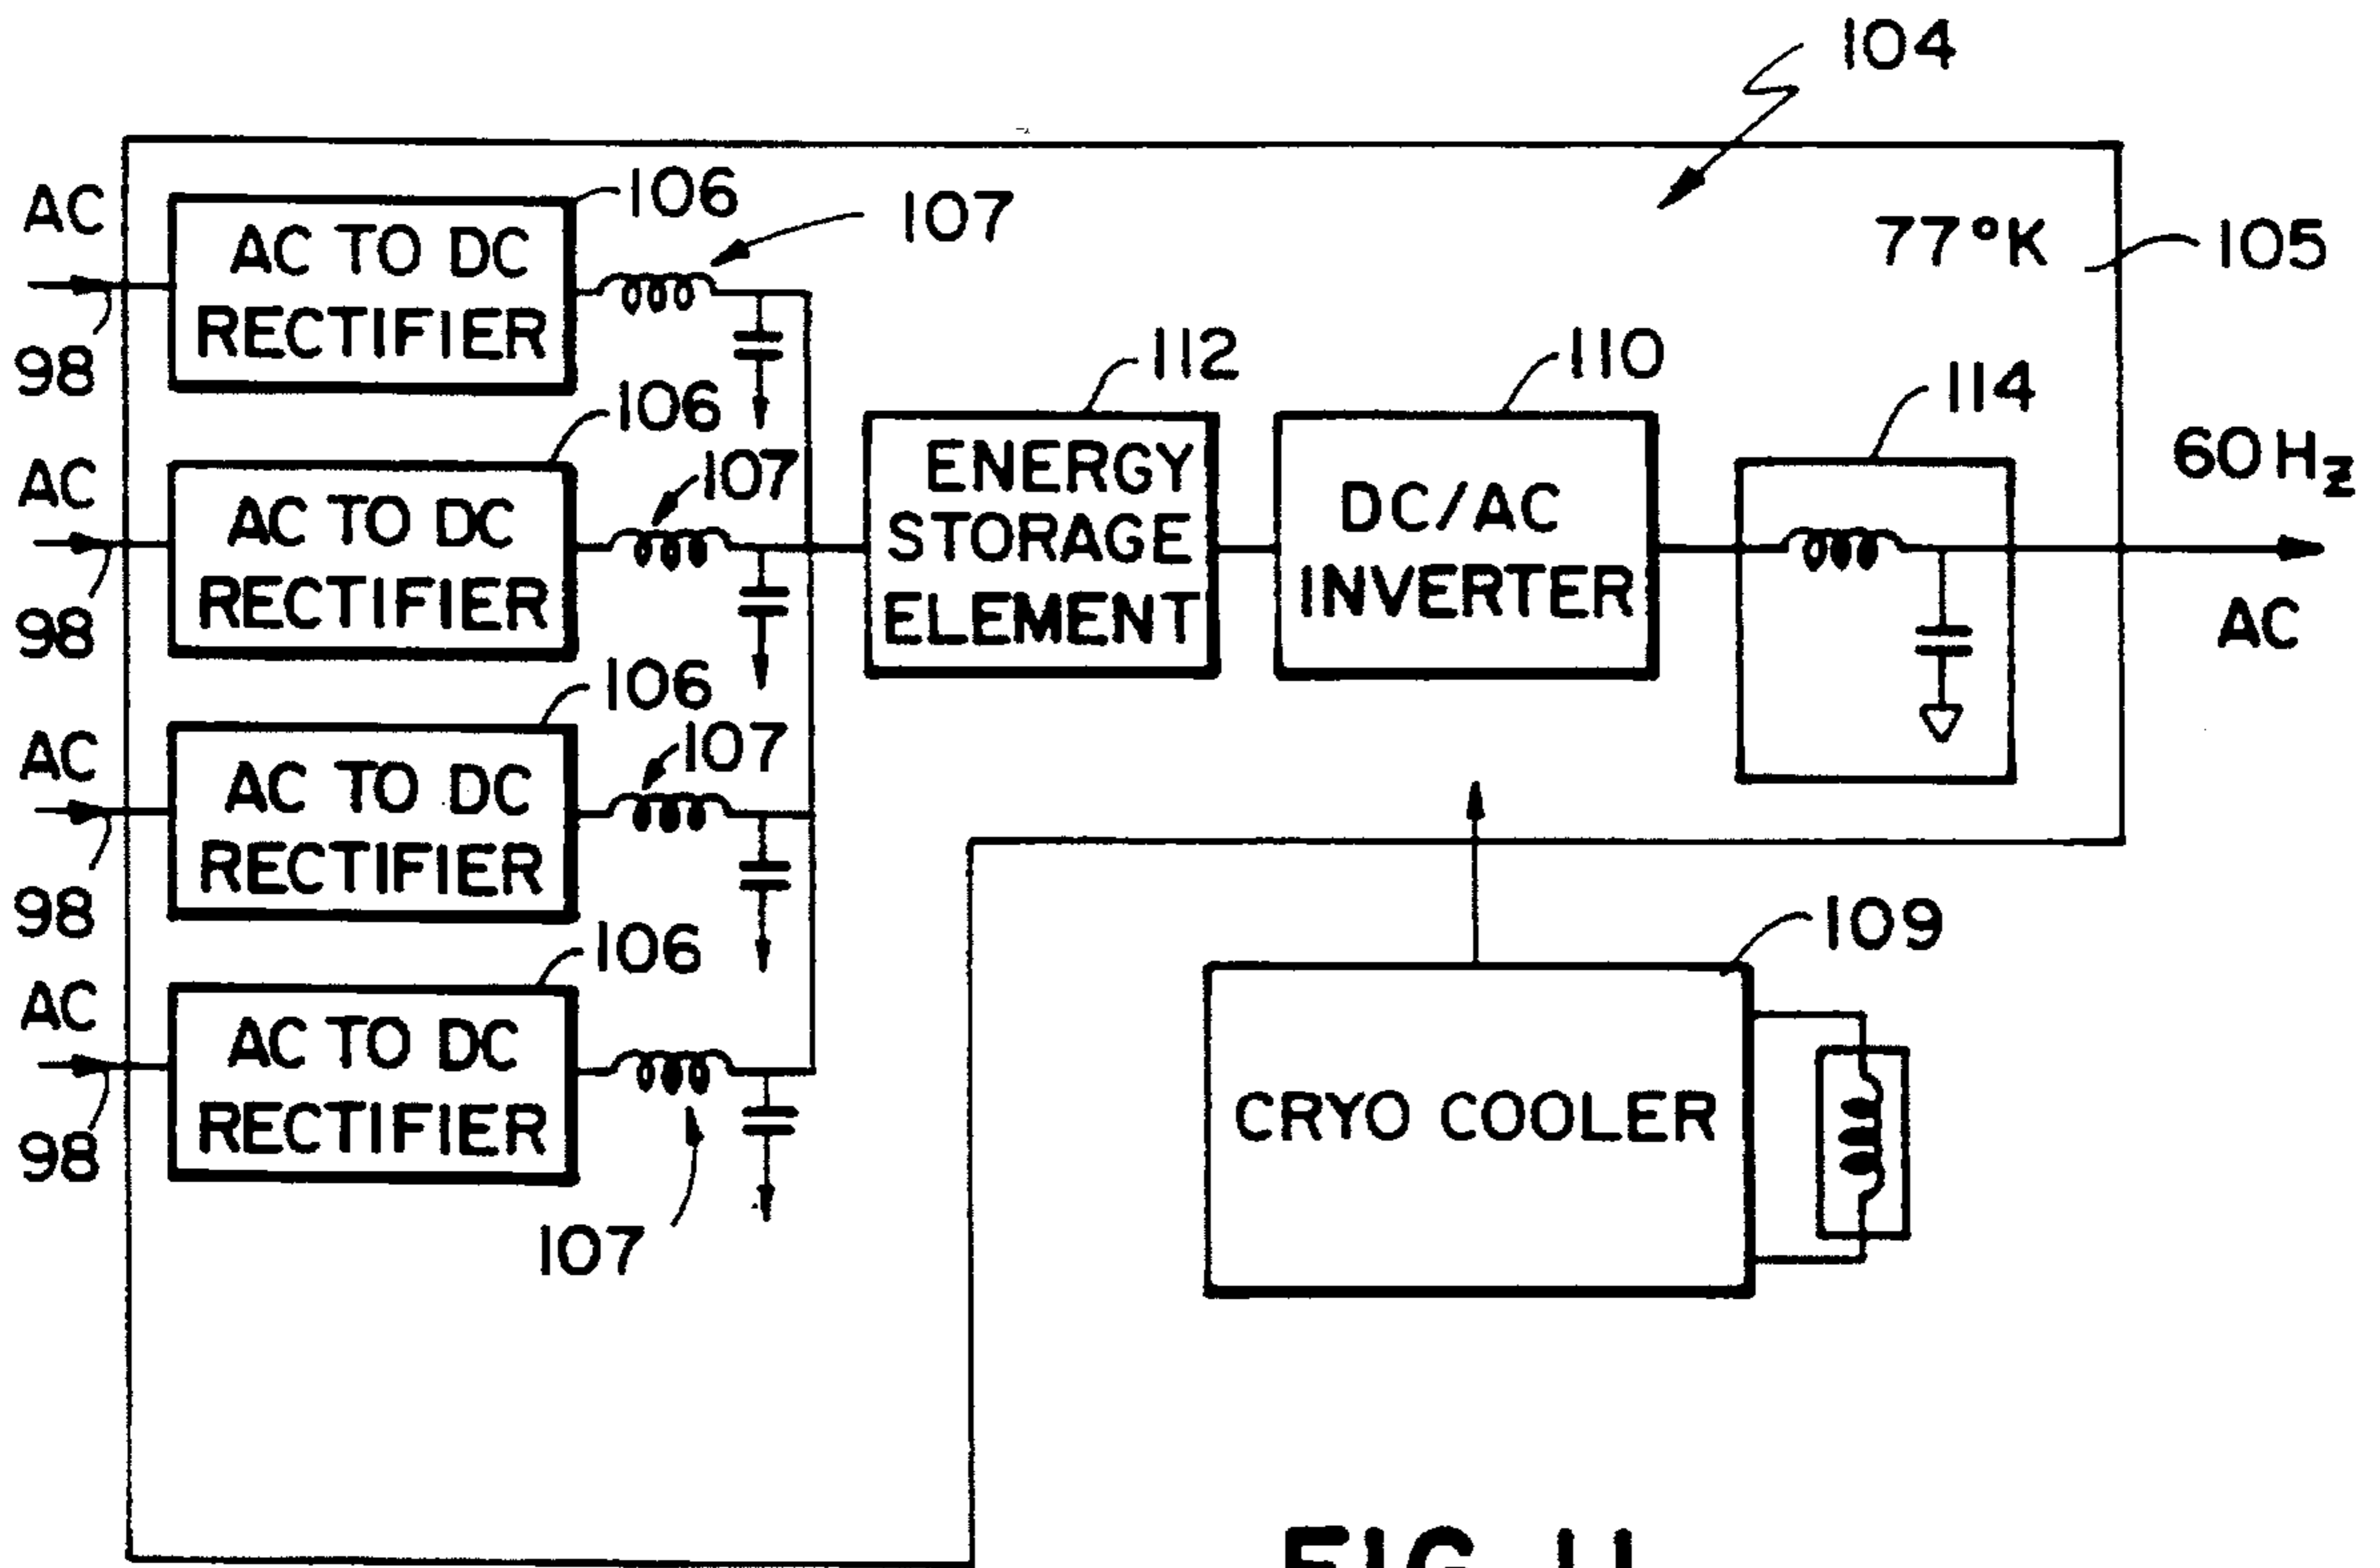 104
AC
106
107
AC TO DC
RECTIFIER
98
77°K
105
112
110
114
AC
106
107
AC TO DC
RECTIFIER
98
ENERGY
STORAGE
ELEMENT
DC/AC
INVERTER
60 Hz
AC
AC
106
107
AC TO DC
RECTIFIER
98
AC
106
AC TO DC
RECTIFIER
98
107
109
CRYO COOLER
FIG. 11